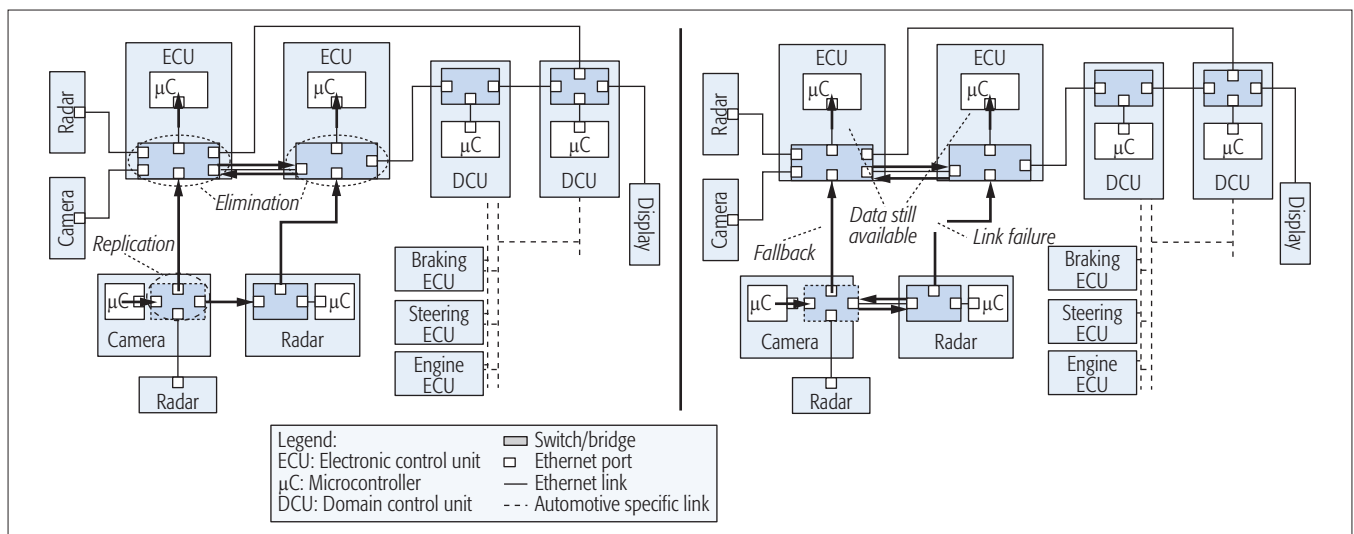 ECU
ECU
μC
μC
Radar
Camera
μC
μC
DCU
DCU
Display
Elimination
Replication
μC
μC
Camera
Radar
Radar
Braking
ECU
Steering
ECU
Engine
ECU
ECU
ECU
μC
μC
Radar
Camera
μC
μC
DCU
DCU
Display
Data still
available
Link failure
Fallback
μC
μC
Camera
Radar
Radar
Braking
ECU
Steering
ECU
Engine
ECU
Legend:
ECU: Electronic control unit
μC: Microcontroller
DCU: Domain control unit
Switch/bridge
Ethernet port
Ethernet link
Automotive specific link